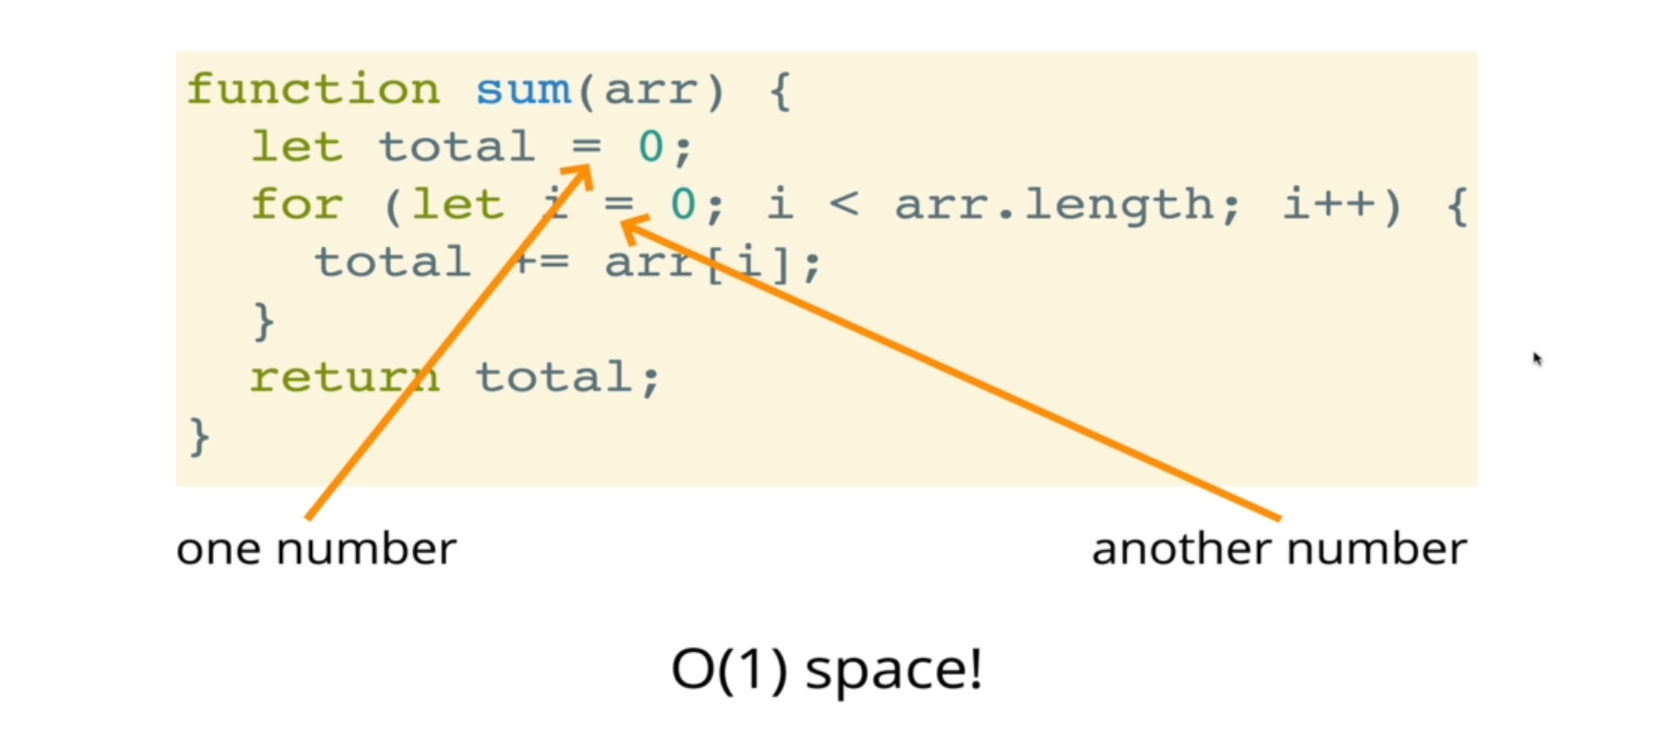 function sum(arr) {
  let total = 0;
  for (let i = 0; i < arr.length; i++) {
    total += arr[i];
  }
  return total;
}
one number
another number
O(1) space!